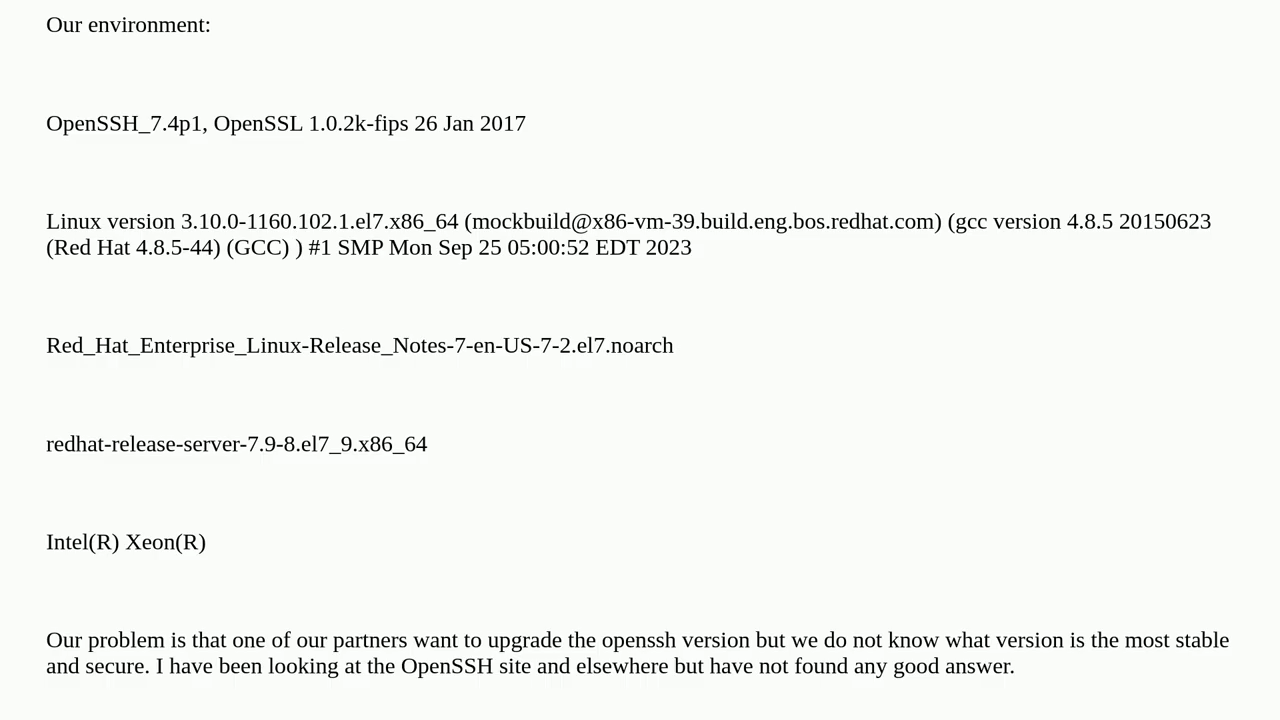 Our environment:
OpenSSH_7.4p1, OpenSSL 1.0.2k-fips 26 Jan 2017
Linux version 3.10.0-1160.102.1.el7.x86_64 (mockbuild@x86-vm-39.build.eng.bos.redhat.com) (gcc version 4.8.5 20150623
(Red Hat 4.8.5-44) (GCC) ) #1 SMP Mon Sep 25 05:00:52 EDT 2023
Red_Hat_Enterprise_Linux-Release_Notes-7-en-US-7-2.el7.noarch
redhat-release-server-7.9-8.el7_9.x86_64
Intel(R) Xeon(R)
Our problem is that one of our partners want to upgrade the openssh version but we do not know what version is the most stable
and secure. I have been looking at the OpenSSH site and elsewhere but have not found any good answer.